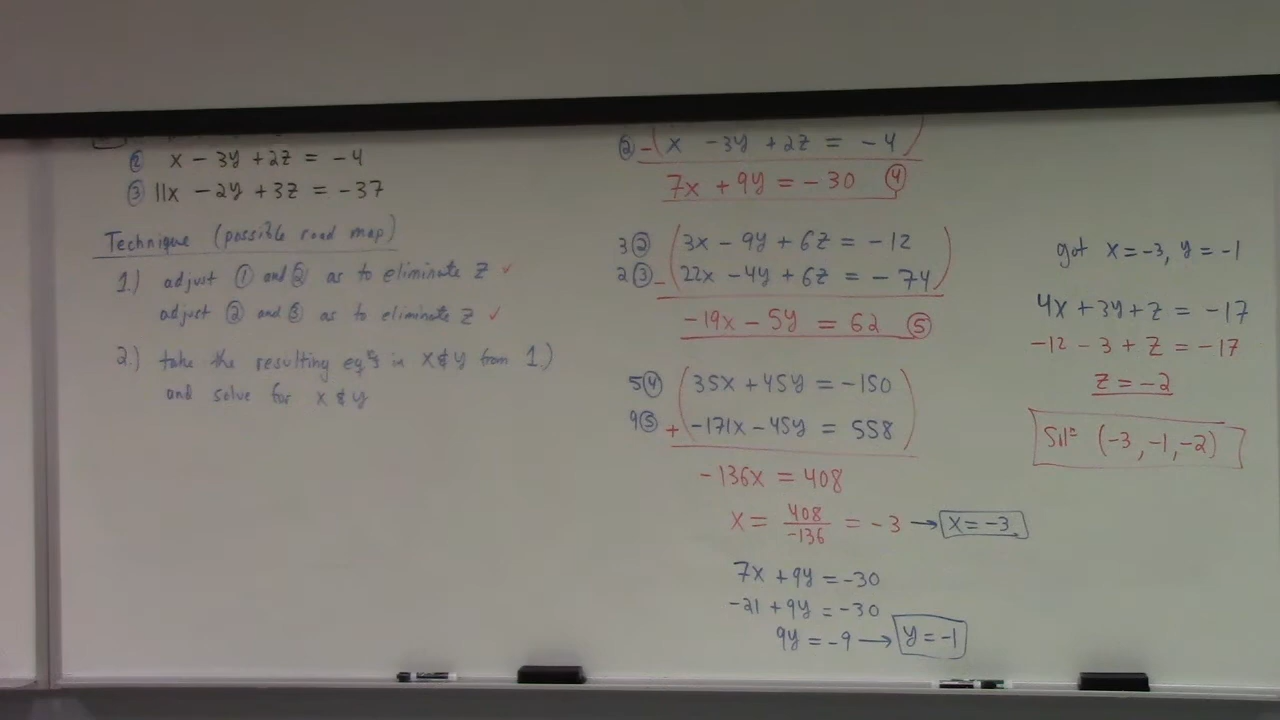 ② x - 3y + 2z = -4
③ 11x - 2y + 3z = -37
Technique (possible road map)
1.) adjust ① and ② as to eliminate z ✓
adjust ② and ③ as to eliminate z ✓
2.) take the resulting eqⁿs in x & y from 1.)
and solve for x & y
② - (x - 3y + 2z = -4)
7x + 9y = -30 ④
3② (3x - 9y + 6z = -12
2③ - (22x - 4y + 6z = -74)
-19x - 5y = 62 ⑤
5④ (35x + 45y = -150
9⑤ + (-171x - 45y = 558)
-136x = 408
x = 408/-136 = -3 → x = -3
7x + 9y = -30
-21 + 9y = -30
9y = -9 → y = -1
got x = -3, y = -1
4x + 3y + z = -17
-12 - 3 + z = -17
z = -2
(-3, -1, -2)